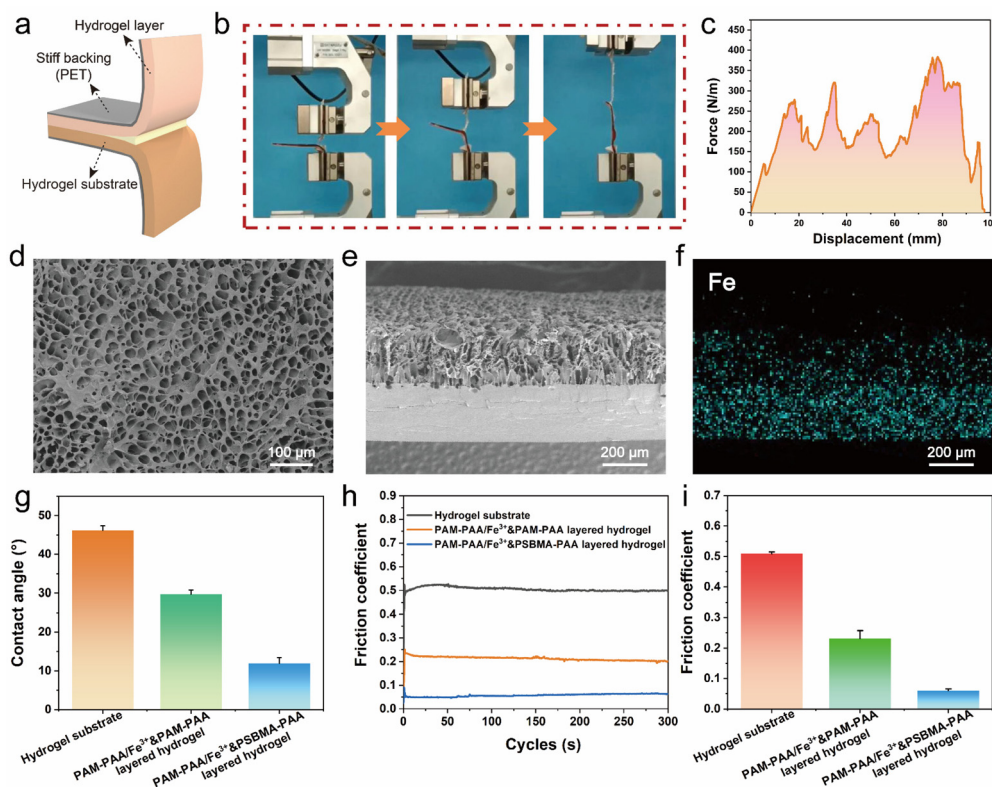 a
Hydrogel layer
Stiff backing
(PET)
Hydrogel substrate
b
c
Force (N/m)
450
400
350
300
250
200
150
100
50
0
0 20 40 60 80 100
Displacement (mm)
d
100 µm
e
200 µm
f
Fe
200 µm
g
Contact angle (°)
50
40
30
20
10
0
Hydrogel substrate
PAM-PAA/Fe³⁺&PAM-PAA
layered hydrogel
PAM-PAA/Fe³⁺&PSBMA-PAA
layered hydrogel
h
Friction coefficient
0.9
0.8
0.7
0.6
0.5
0.4
0.3
0.2
0.1
0.0
Hydrogel substrate
PAM-PAA/Fe³⁺&PAM-PAA layered hydrogel
PAM-PAA/Fe³⁺&PSBMA-PAA layered hydrogel
0 50 100 150 200 250 300
Cycles (s)
i
Friction coefficient
0.7
0.6
0.5
0.4
0.3
0.2
0.1
0.0
Hydrogel substrate
PAM-PAA/Fe³⁺&PAM-PAA
layered hydrogel
PAM-PAA/Fe³⁺&PSBMA-PAA
layered hydrogel